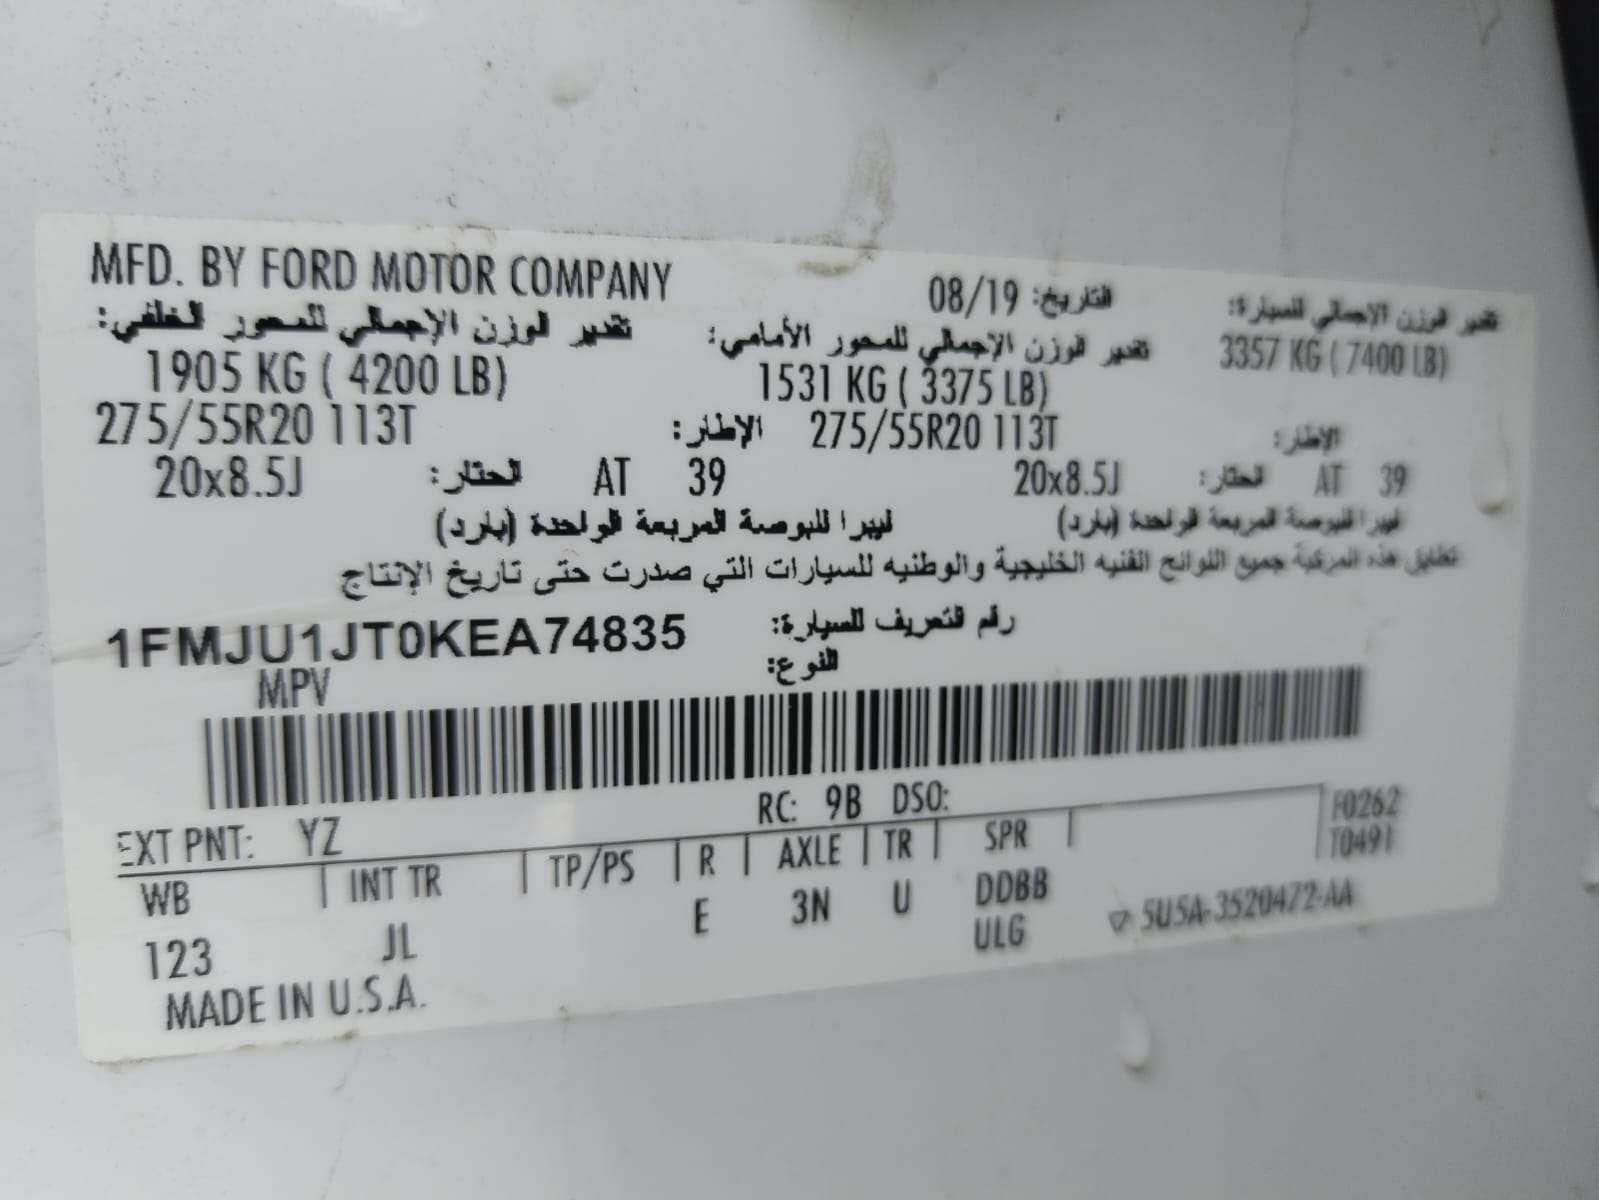 MFD. BY FORD MOTOR COMPANY
التاريخ: 08/19
تقدير الوزن الإجمالي للسيارة:
3357 KG ( 7400 LB)
تقدير الوزن الإجمالي للمحور الأمامي:
1531 KG ( 3375 LB)
تقدير الوزن الإجمالي للمحور الخلفي:
1905 KG ( 4200 LB)
الإطار: 275/55R20 113T الإطار: 275/55R20 113T
AT 39 الحتار: 20x8.5J AT 39 الحتار: 20x8.5J
ليبرا للبوصة المربعة الواحدة (بارد) ليبرا للبوصة المربعة الواحدة (بارد)
تطابق هذه المركبة جميع اللوائح الفنيه الخليجية والوطنيه للسيارات التي صدرت حتى تاريخ الإنتاج
رقم التعريف للسيارة: 1FMJU1JT0KEA74835
النوع: MPV
EXT PNT: YZ RC: 9B DSO:
F0262
T0491
WB | INT TR | TP/PS | R | AXLE | TR | SPR |
123 JL E 3N U DDBB
ULG
5U5A-3520472-AA
MADE IN U.S.A.